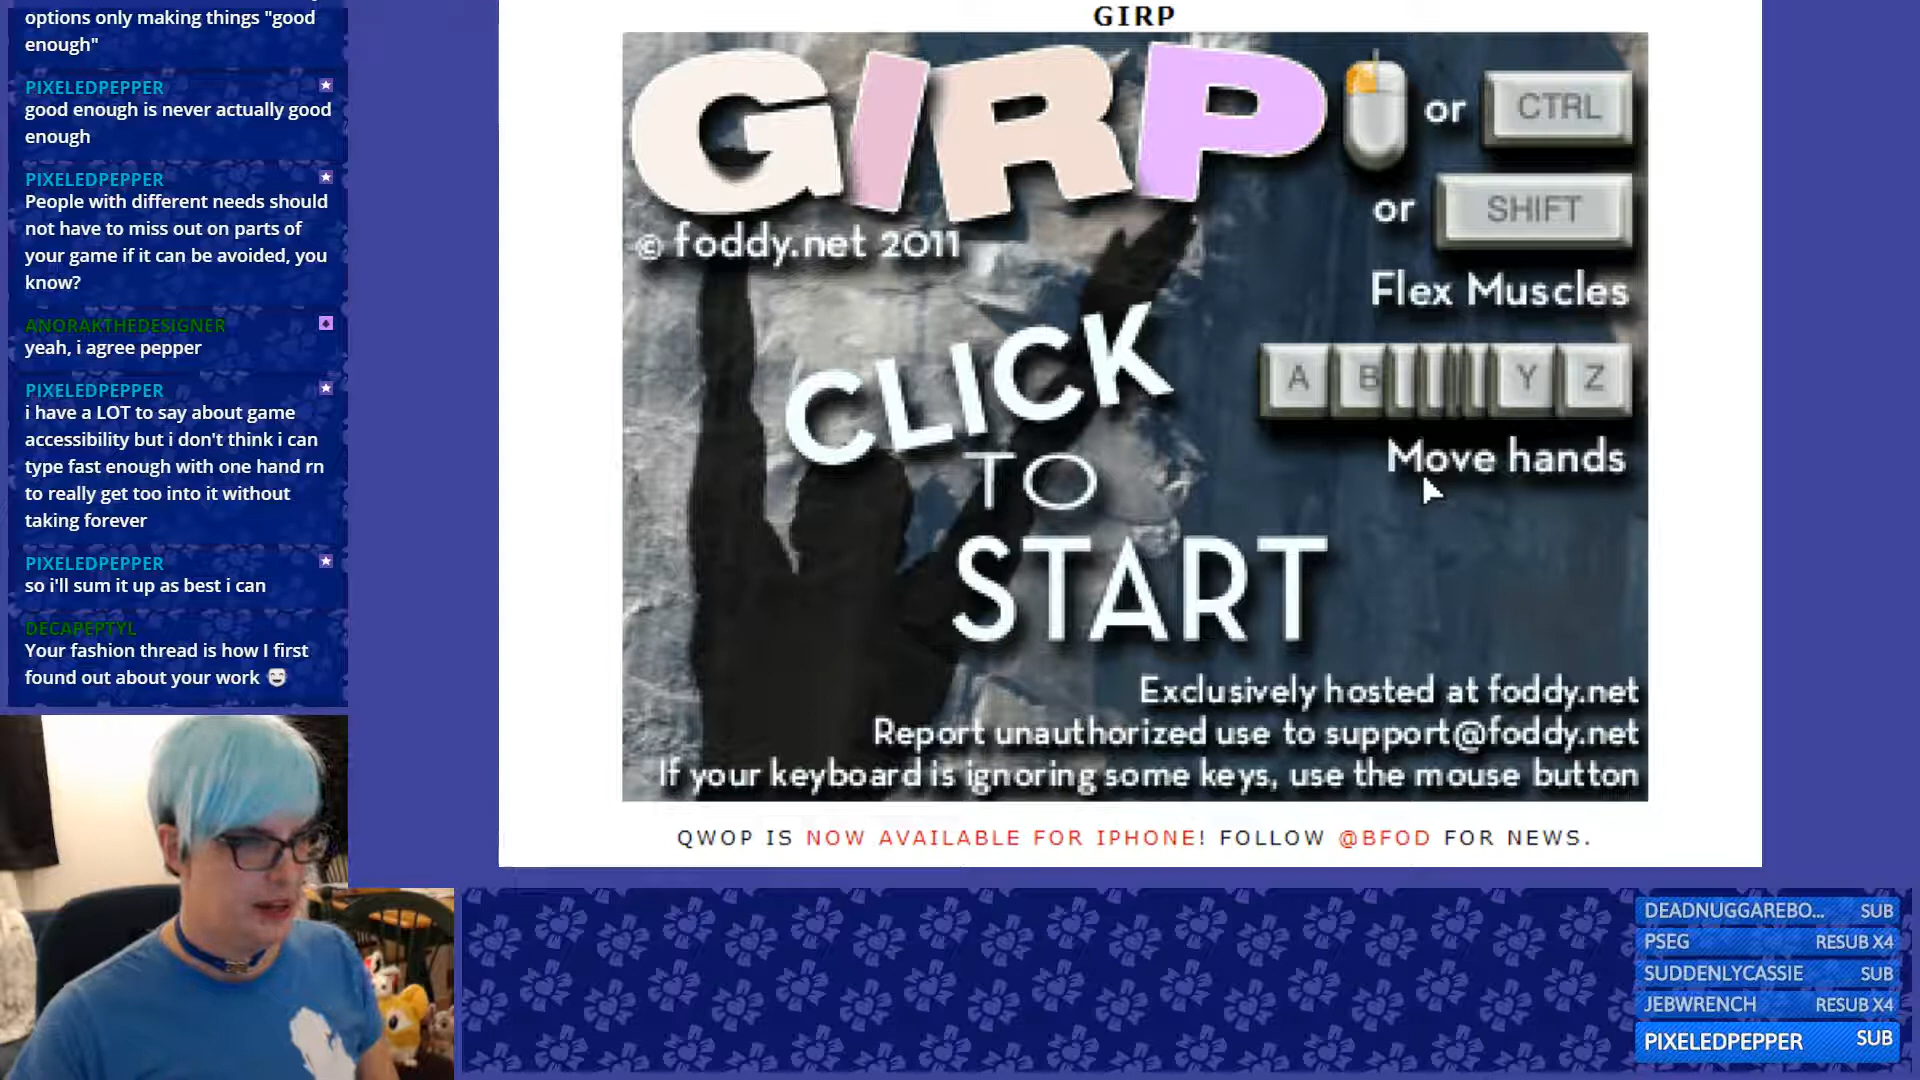 options only making things "good
enough"
PIXELEDPEPPER
good enough is never actually good
enough
PIXELEDPEPPER
People with different needs should
not have to miss out on parts of
your game if it can be avoided, you
know?
ANORAKTHEDESIGNER
yeah, i agree pepper
PIXELEDPEPPER
i have a LOT to say about game
accessibility but i don't think i can
type fast enough with one hand rn
to really get too into it without
taking forever
PIXELEDPEPPER
so i'll sum it up as best i can
DECAPEPTYL
Your fashion thread is how I first
found out about your work
GIRP
GIRP
© foddy.net 2011
or CTRL
or SHIFT
Flex Muscles
A B Y Z
Move hands
CLICK
TO
START
Exclusively hosted at foddy.net
Report unauthorized use to support@foddy.net
If your keyboard is ignoring some keys, use the mouse button
QWOP IS NOW AVAILABLE FOR IPHONE! FOLLOW @BFOD FOR NEWS.
DEADNUGGAREBO... SUB
PSEG RESUB X4
SUDDENLYCASSIE SUB
JEBWRENCH RESUB X4
PIXELEDPEPPER SUB